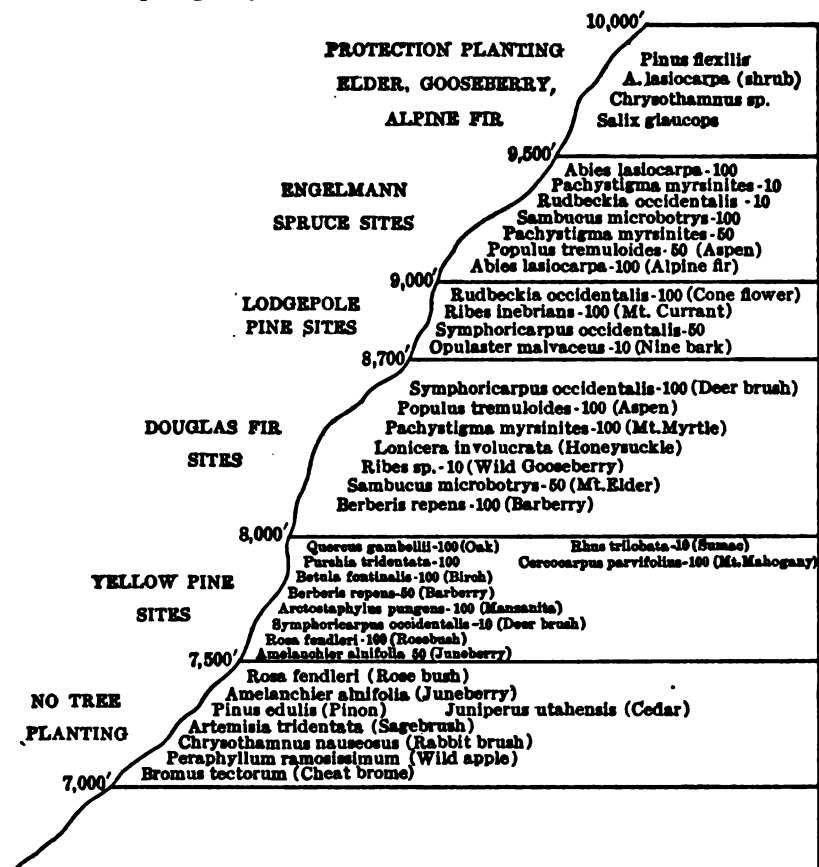 10,000'
PROTECTION PLANTING
ELDER, GOOSEBERRY,
ALPINE FIR
Pinus flexilis
A. lasiocarpa (shrub)
Chrysothamnus sp.
Salix glaucops
9,500'
ENGELMANN
SPRUCE SITES
Abies lasiocarpa-100
Pachystigma myrsinites-10
Rudbeckia occidentalis -10
Sambucus microbotrys-100
Pachystigma myrsinites-50
Populus tremuloides-50 (Aspen)
Abies lasiocarpa-100 (Alpine fir)
9,000'
LODGEPOLE
PINE SITES
Rudbeckia occidentalis-100 (Cone flower)
Ribes inebrians-100 (Mt. Currant)
Symphoricarpus occidentalis-50
Opulaster malvaceus-10 (Nine bark)
8,700'
DOUGLAS FIR
SITES
Symphoricarpus occidentalis-100 (Deer brush)
Populus tremuloides-100 (Aspen)
Pachystigma myrsinites-100 (Mt. Myrtle)
Lonicera involucrata (Honeysuckle)
Ribes sp.-10 (Wild Gooseberry)
Sambucus microbotrys-50 (Mt. Elder)
Berberis repens-100 (Barberry)
8,000'
YELLOW PINE
SITES
Quercus gambellii-100 (Oak) Rhus trilobata-10 (Sumac)
Purshia tridentata-100 Cercocarpus parvifolius-100 (Mt. Mahogany)
Betula fontinalis-100 (Birch)
Berberis repens-50 (Barberry)
Arctostaphylus pungens-100 (Mansanita)
Symphoricarpus occidentalis-10 (Deer brush)
Rosa fendleri-100 (Rosebush)
Amelanchier alnifolia 50 (Juneberry)
7,500'
NO TREE
PLANTING
Rosa fendleri (Rose bush)
Amelanchier alnifolia (Juneberry)
Pinus edulis (Pinon) Juniperus utahensis (Cedar)
Artemisia tridentata (Sagebrush)
Chrysothamnus nauseosus (Rabbit brush)
Peraphyllum ramosissimum (Wild apple)
Bromus tectorum (Cheat brome)
7,000'